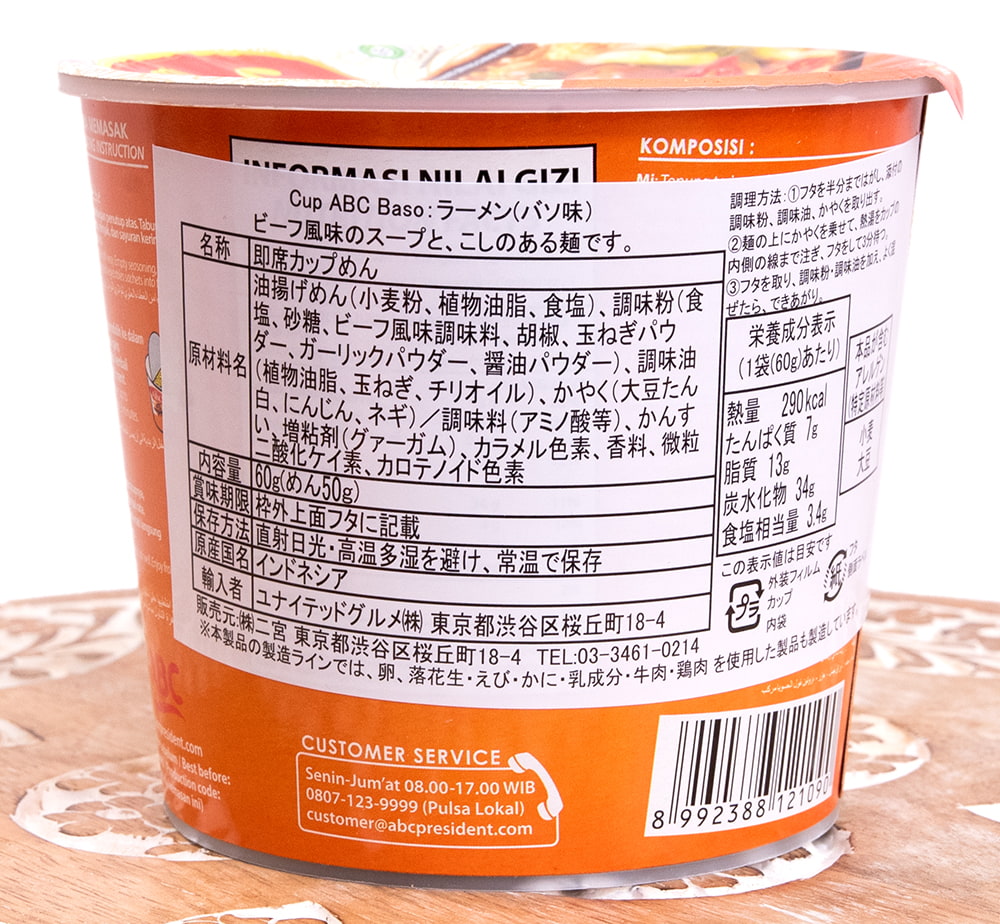 MEMASAK
INSTRUCTION
INFORMASI NILAI GIZI
KOMPOSISI :
Cup ABC Baso：ラーメン(バソ味)
ビーフ風味のスープと、こしのある麺です。
名称 即席カップめん
原材料名 油揚げめん(小麦粉、植物油脂、食塩)、調味粉(食
塩、砂糖、ビーフ風味調味料、胡椒、玉ねぎパウ
ダー、ガーリックパウダー、醤油パウダー)、調味油
(植物油脂、玉ねぎ、チリオイル)、かやく(大豆たん
白、にんじん、ネギ)／調味料(アミノ酸等)、かんす
い、増粘剤(グァーガム)、カラメル色素、香料、微粒
二酸化ケイ素、カロテノイド色素
内容量 60g(めん50g)
賞味期限 枠外上面フタに記載
保存方法 直射日光・高温多湿を避け、常温で保存
原産国名 インドネシア
輸入者 ユナイテッドグルメ㈱ 東京都渋谷区桜丘町18-4
販売元:㈱二宮 東京都渋谷区桜丘町18-4 TEL:03-3461-0214
※本製品の製造ラインでは、卵、落花生・えび・かに・乳成分・牛肉・鶏肉 を使用した製品も製造しています。
調理方法：①フタを半分まではがし、添付の
調味粉、調味油、かやくを取り出す。
②麺の上にかやくを乗せて、熱湯をカップの
内側の線まで注ぎ、フタをして3分待つ。
③フタを取り、調味粉・調味油を加え、よく混
ぜたら、できあがり。
栄養成分表示
(1袋(60g)あたり)
熱量 290kcal
たんぱく質 7g
脂質 13g
炭水化物 34g
食塩相当量 3.4g
この表示値は目安です
本品が含む
アレルゲン
小麦
大豆
プラ
外装フィルム
カップ
内袋
紙
フタ
ABC
Best before:
CUSTOMER SERVICE
Senin-Jum'at 08.00-17.00 WIB
0807-123-9999 (Pulsa Lokal)
customer@abcpresident.com
8 992388 121090